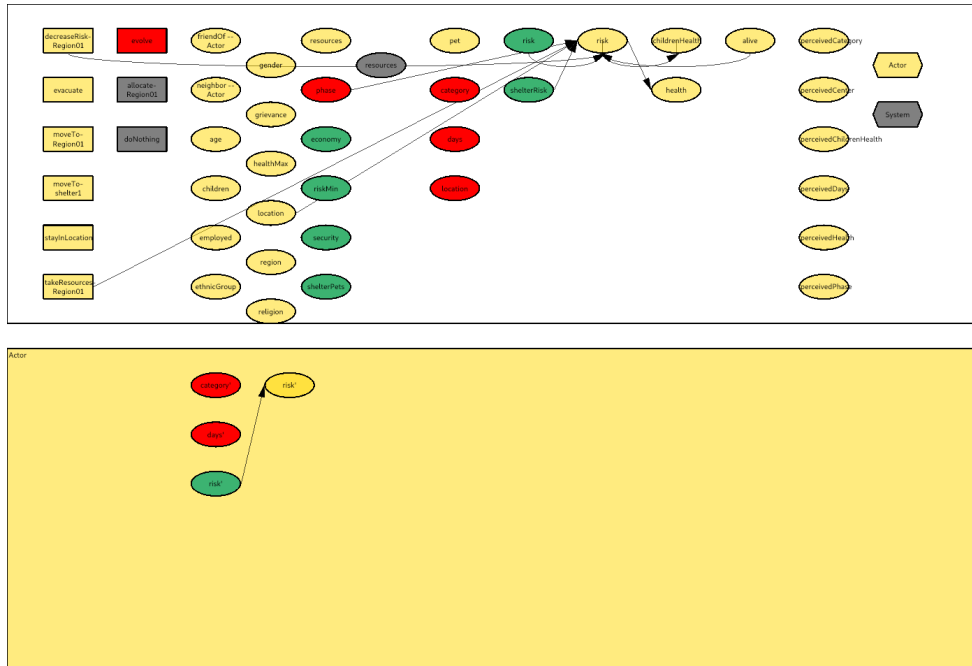 decreaseRisk-
Region01
evolve
friendOf --
Actor
resources
pet
risk
risk
childrenHealth
alive
perceivedCategory
gender
resources
Actor
evacuate
allocate-
Region01
neighbor --
Actor
phase
category
shelterRisk
health
perceivedCenter
grievance
System
moveTo-
Region01
doNothing
age
economy
days
perceivedChildrenHealth
healthMax
moveTo-
shelter1
children
riskMin
location
perceivedDays
location
stayInLocation
employed
security
perceivedHealth
region
takeResources-
Region01
ethnicGroup
shelterPets
perceivedPhase
religion
Actor
category'
risk'
days'
risk'